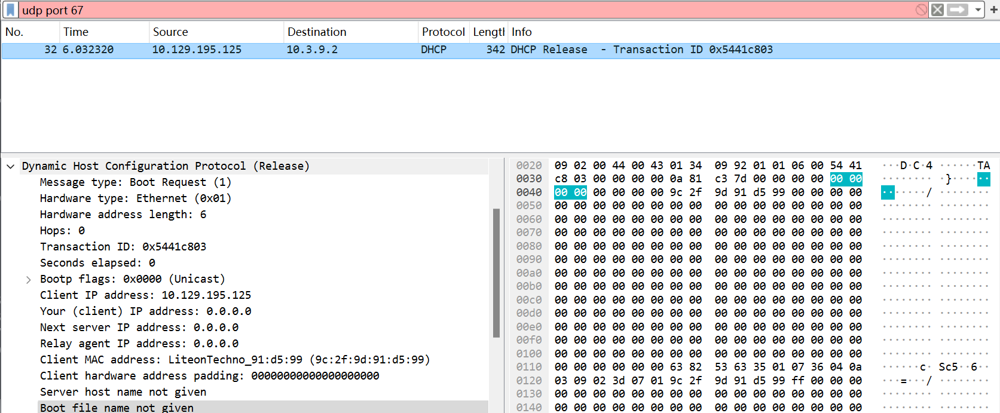 udp port 67
No. Time Source Destination Protocol Lengtl Info
32 6.032320 10.129.195.125 10.3.9.2 DHCP 342 DHCP Release - Transaction ID 0x5441c803
Dynamic Host Configuration Protocol (Release)
Message type: Boot Request (1)
Hardware type: Ethernet (0x01)
Hardware address length: 6
Hops: 0
Transaction ID: 0x5441c803
Seconds elapsed: 0
Bootp flags: 0x0000 (Unicast)
Client IP address: 10.129.195.125
Your (client) IP address: 0.0.0.0
Next server IP address: 0.0.0.0
Relay agent IP address: 0.0.0.0
Client MAC address: LiteonTechno_91:d5:99 (9c:2f:9d:91:d5:99)
Client hardware address padding: 00000000000000000000
Server host name not given
Boot file name not given
0020 09 02 00 44 00 43 01 34 09 92 01 01 06 00 54 41 ···D·C·4 ······TA
0030 c8 03 00 00 00 00 0a 81 c3 7d 00 00 00 00 00 00 ········ ·}······
0040 00 00 00 00 00 00 9c 2f 9d 91 d5 99 00 00 00 00 ·······/ ········
0050 00 00 00 00 00 00 00 00 00 00 00 00 00 00 00 00 ········ ········
0060 00 00 00 00 00 00 00 00 00 00 00 00 00 00 00 00 ········ ········
0070 00 00 00 00 00 00 00 00 00 00 00 00 00 00 00 00 ········ ········
0080 00 00 00 00 00 00 00 00 00 00 00 00 00 00 00 00 ········ ········
0090 00 00 00 00 00 00 00 00 00 00 00 00 00 00 00 00 ········ ········
00a0 00 00 00 00 00 00 00 00 00 00 00 00 00 00 00 00 ········ ········
00b0 00 00 00 00 00 00 00 00 00 00 00 00 00 00 00 00 ········ ········
00c0 00 00 00 00 00 00 00 00 00 00 00 00 00 00 00 00 ········ ········
00d0 00 00 00 00 00 00 00 00 00 00 00 00 00 00 00 00 ········ ········
00e0 00 00 00 00 00 00 00 00 00 00 00 00 00 00 00 00 ········ ········
00f0 00 00 00 00 00 00 00 00 00 00 00 00 00 00 00 00 ········ ········
0100 00 00 00 00 00 00 00 00 00 00 00 00 00 00 00 00 ········ ········
0110 00 00 00 00 00 00 63 82 53 63 35 01 07 36 04 0a ······c· Sc5··6··
0120 03 09 02 3d 07 01 9c 2f 9d 91 d5 99 ff 00 00 00 ···=···/ ········
0130 00 00 00 00 00 00 00 00 00 00 00 00 00 00 00 00 ········ ········
0140 00 00 00 00 00 00 00 00 00 00 00 00 00 00 00 00 ········ ········